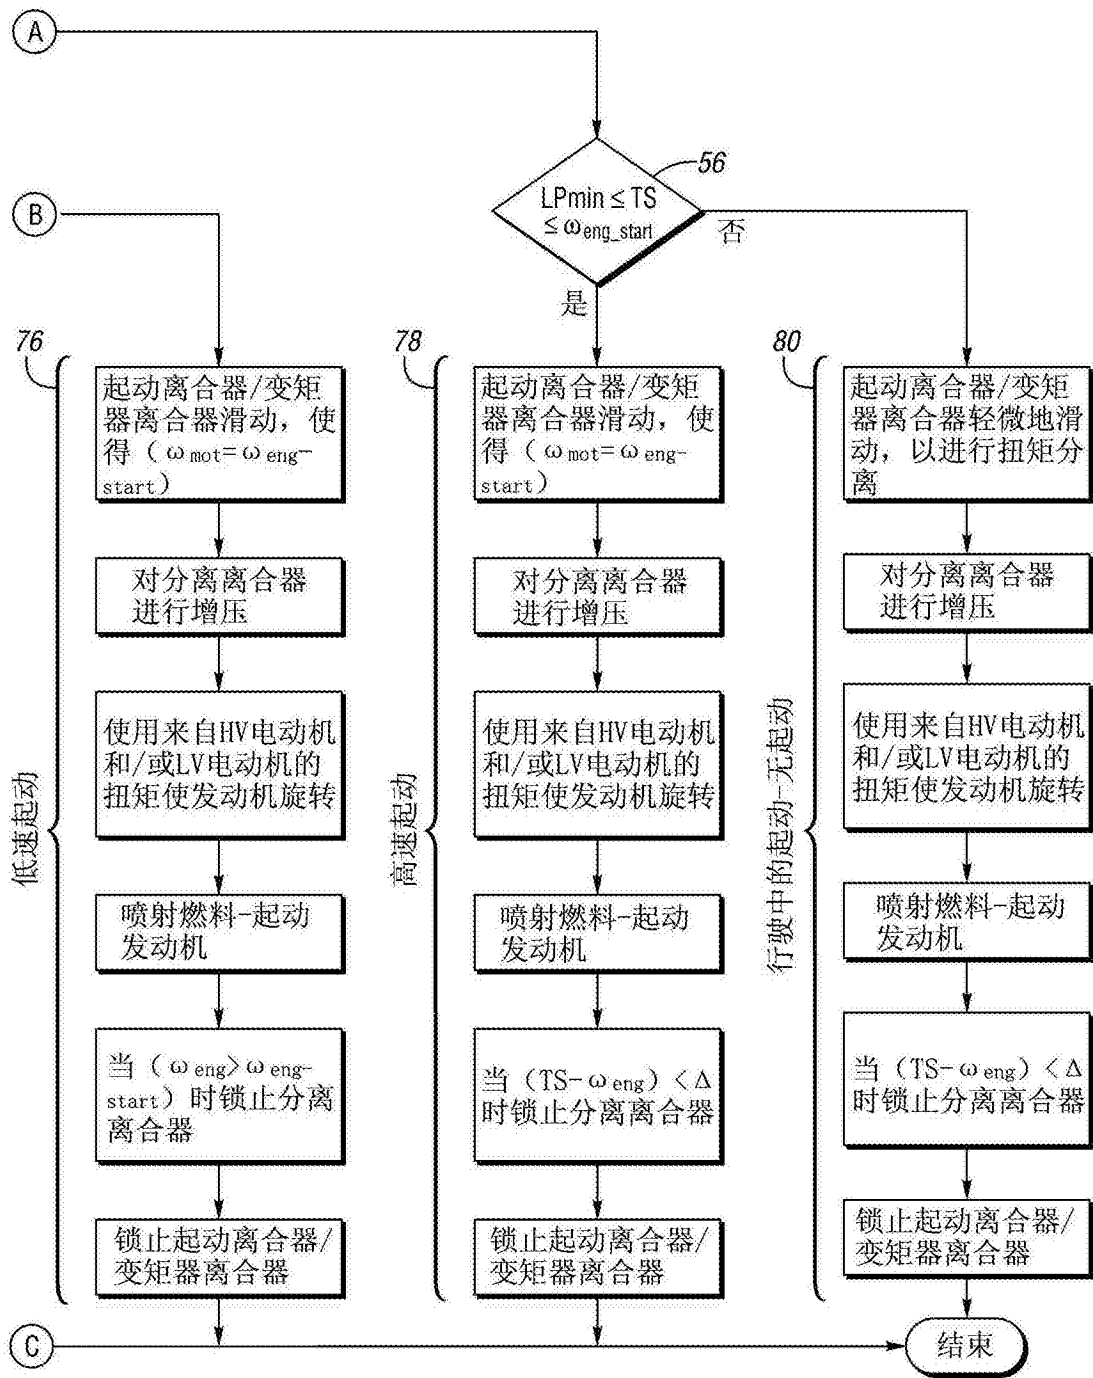 A
56
LPmin ≤ TS
≤ ωeng_start
B
否
是
76
起动离合器/变矩
器离合器滑动，使
得（ωmot=ωeng-
start）
对分离离合器
进行增压
使用来自HV电动机
和/或LV电动机的
扭矩使发动机旋转
低速起动
喷射燃料-起动
发动机
当（ωeng>ωeng-
start）时锁止分离
离合器
锁止起动离合器/
变矩器离合器
78
起动离合器/变矩
器离合器滑动，使
得（ωmot=ωeng-
start）
对分离离合器
进行增压
使用来自HV电动机
和/或LV电动机的
扭矩使发动机旋转
高速起动
喷射燃料-起动
发动机
当（TS-ωeng）<Δ
时锁止分离离合器
锁止起动离合器/
变矩器离合器
80
起动离合器/变矩
器离合器轻微地滑
动，以进行扭矩分
离
对分离离合器
进行增压
使用来自HV电动机
和/或LV电动机的
扭矩使发动机旋转
行驶中的起动-无起动
喷射燃料-起动
发动机
当（TS-ωeng）<Δ
时锁止分离离合器
锁止起动离合器/
变矩器离合器
C
结束